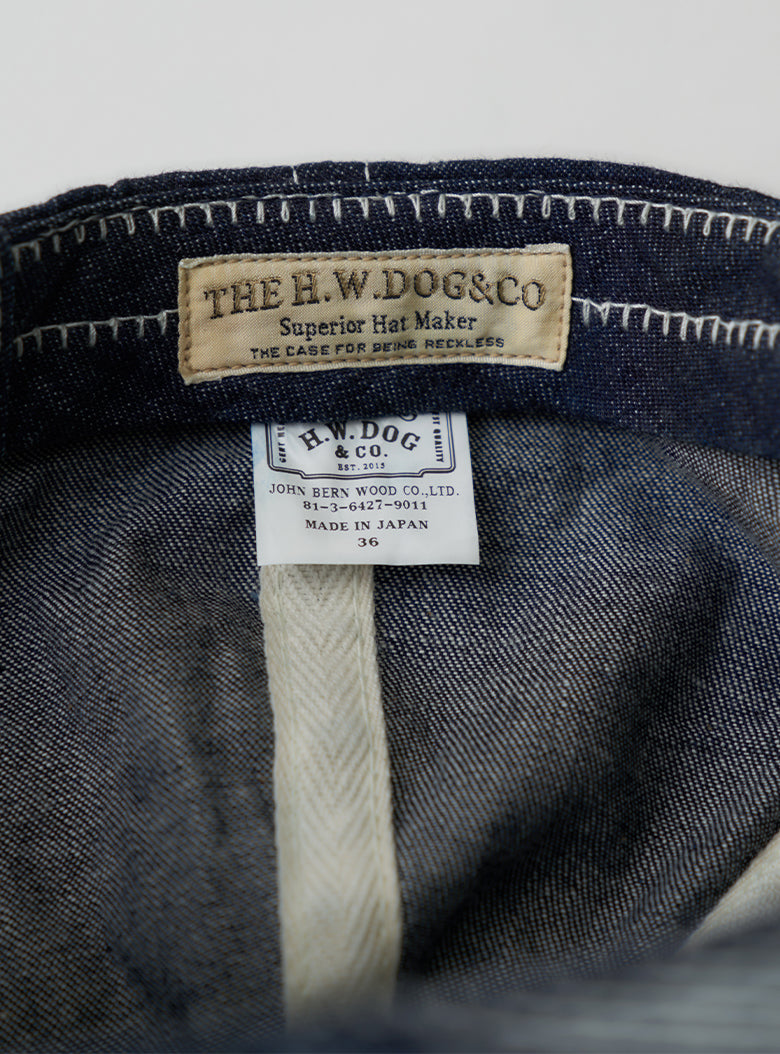 THE H.W.DOG&CO
Superior Hat Maker
THE CASE FOR BEING RECKLESS
H.W.DOG
& CO.
EST. 2015
JOHN BERN WOOD CO.,LTD.
81-3-6427-9011
MADE IN JAPAN
36